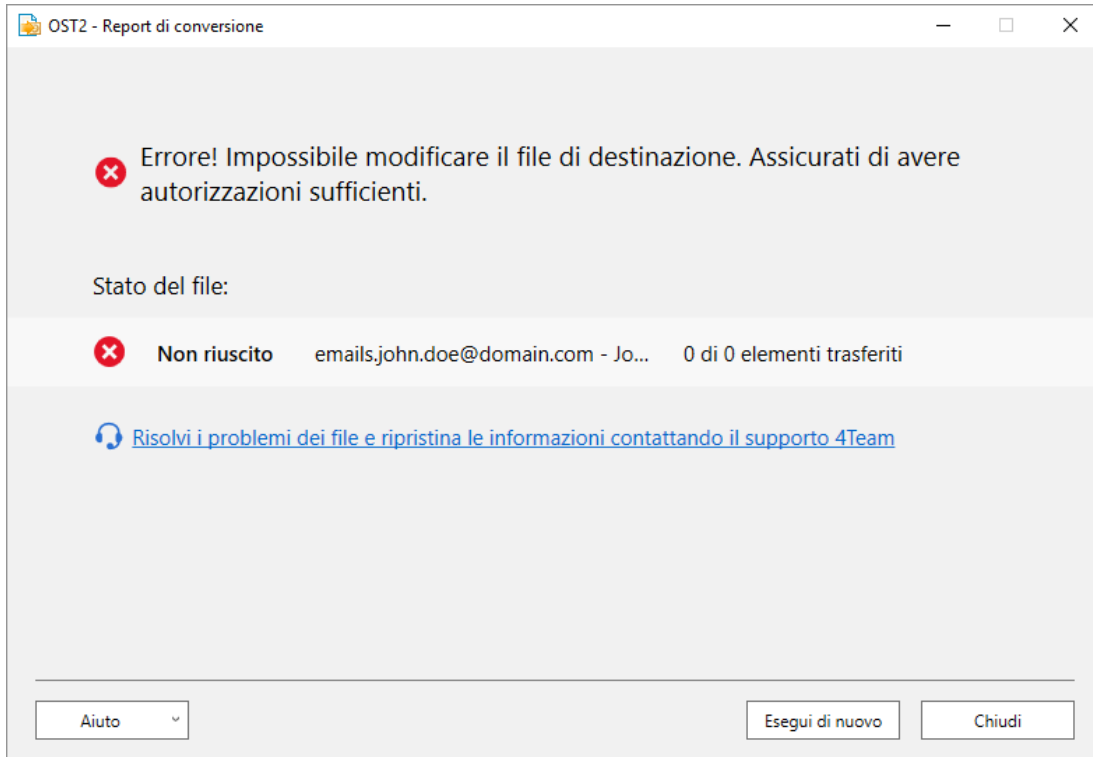 OST2 - Report di conversione
Errore! Impossibile modificare il file di destinazione. Assicurati di avere
autorizzazioni sufficienti.
Stato del file:
Non riuscito emails.john.doe@domain.com - Jo... 0 di 0 elementi trasferiti
Risolvi i problemi dei file e ripristina le informazioni contattando il supporto 4Team
Aiuto Esegui di nuovo Chiudi